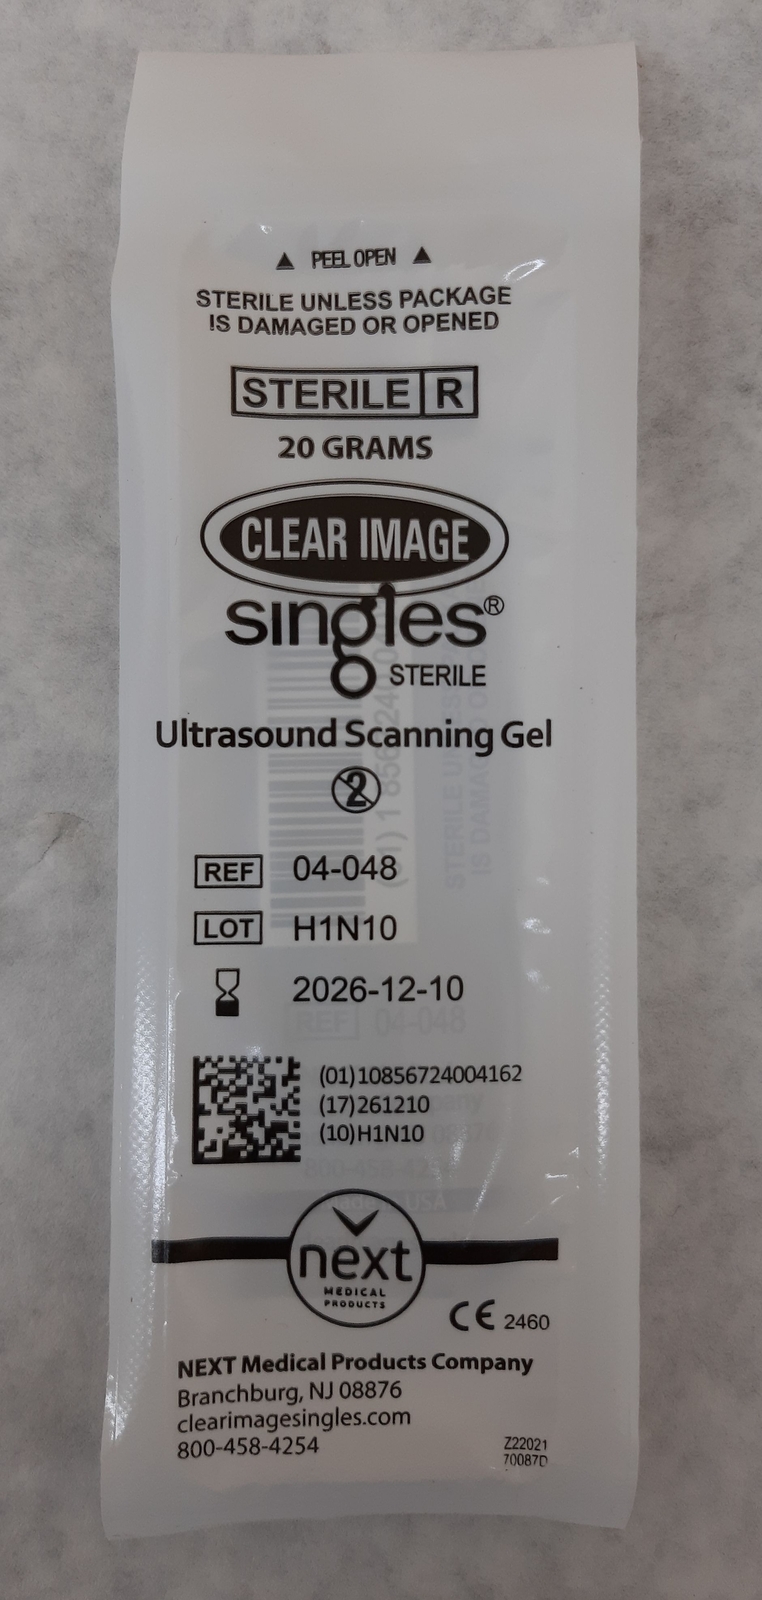 ▲ PEEL OPEN ▲
STERILE UNLESS PACKAGE
IS DAMAGED OR OPENED
STERILE R
20 GRAMS
CLEAR IMAGE
singles®
STERILE
Ultrasound Scanning Gel
2
REF 04-048
LOT H1N10
2026-12-10
(01)10856724004162
(17)261210
(10)H1N10
next
MEDICAL
PRODUCTS
CE 2460
NEXT Medical Products Company
Branchburg, NJ 08876
clearimagesingles.com
800-458-4254
Z22021
70087D